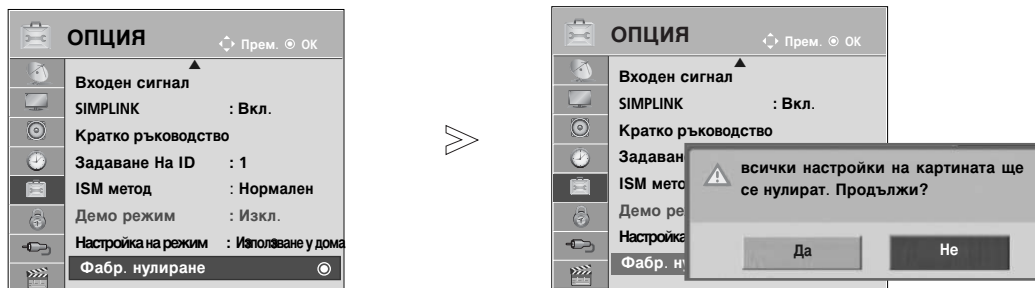 ОПЦИЯ
Прем. OK
Входен сигнал
SIMPLINK : Вкл.
Кратко ръководство
Задаване На ID : 1
ISM метод : Нормален
Демо режим : Изкл.
Настройка на режим : Използване у дома
Фабр. нулиране
ОПЦИЯ
Прем. OK
Входен сигнал
SIMPLINK : Вкл.
Кратко ръководство
Задаван
ISM мето
Демо ре
Настройка
Фабр. н
всички настройки на картината ще
се нулират. Продължи?
Да Не